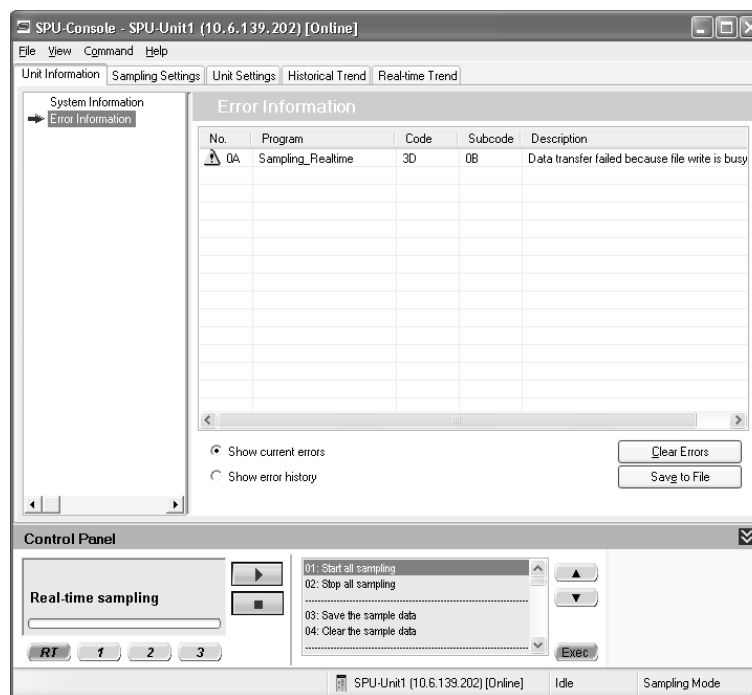 SPU-Console - SPU-Unit1 (10.6.139.202) [Online]
File View Command Help
Unit Information Sampling Settings Unit Settings Historical Trend Real-time Trend
System Information
Error Information
Error Information
No. Program Code Subcode Description
0A Sampling_Realtime 3D 0B Data transfer failed because file write is busy
Show current errors
Show error history
Clear Errors
Save to File
Control Panel
Real-time sampling
RT 1 2 3
01: Start all sampling
02: Stop all sampling
03: Save the sample data
04: Clear the sample data
Exec
SPU-Unit1 (10.6.139.202) [Online] Idle Sampling Mode